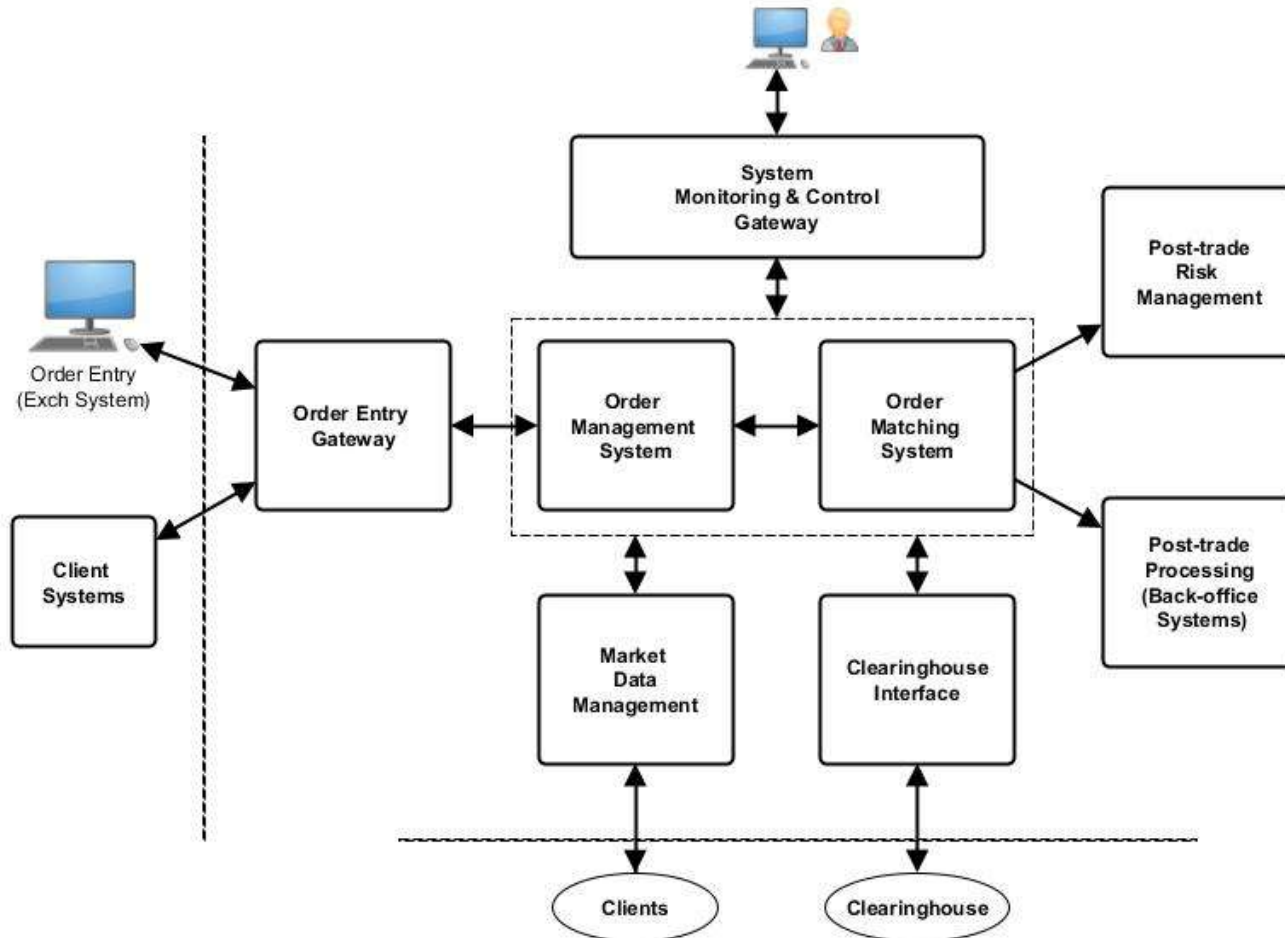 System
Monitoring & Control
Gateway
Post-trade
Risk
Management
Order Entry
(Exch System)
Order Entry
Gateway
Order
Management
System
Order
Matching
System
Client
Systems
Post-trade
Processing
(Back-office
Systems)
Market
Data
Management
Clearinghouse
Interface
Clients
Clearinghouse